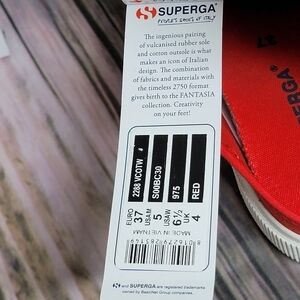 SUPERGA
PEOPLE'S SHOES OF ITALY
The ingenious pairing
of vulcanised rubber sole
and cotton outsole is what
makes an icon of Italian
design. The combination
of fabrics and materials with
the timeless 2750 format
gives birth to the FANTASIA
collection. Creativity
on your feet!
2288 VCOTW #
S00BC30
975
RED
EURO 37
USA M 5
USA W 6½
UK 4
MADE IN VIETNAM
and SUPERGA are registered trademarks
owned by BasicNet Group companies.
37
SUPERGA